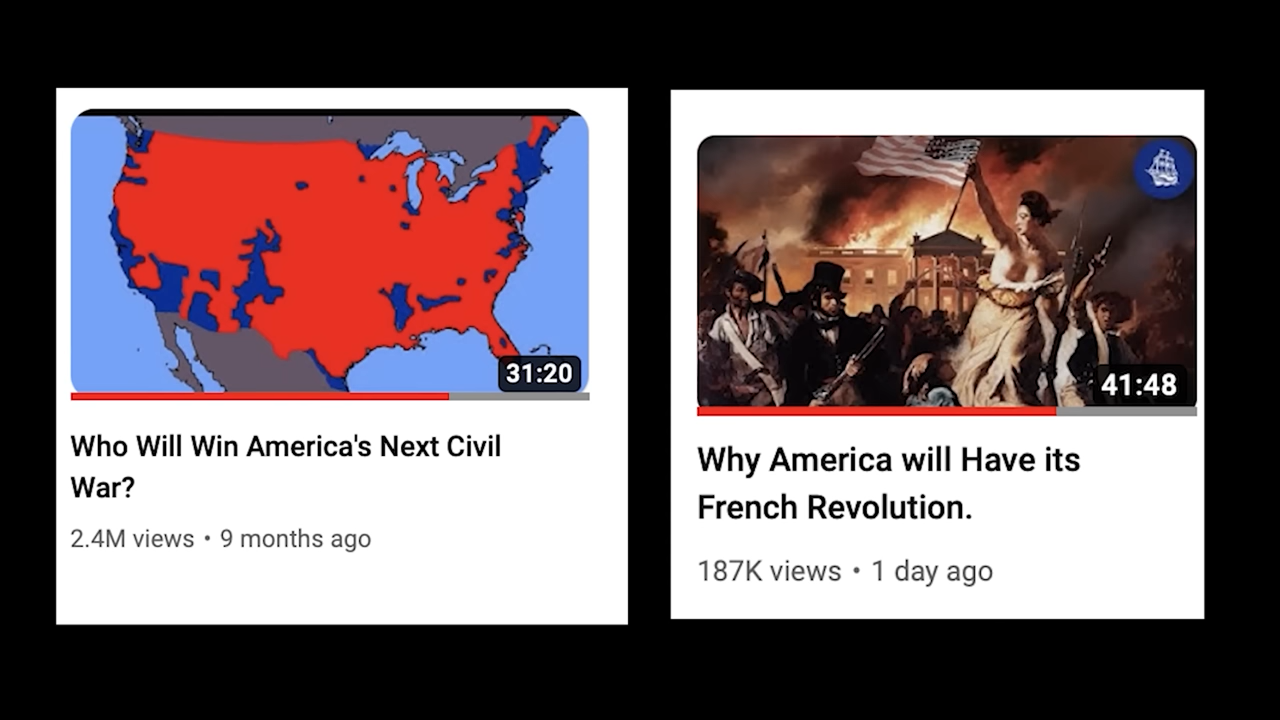 31:20
Who Will Win America's Next Civil
War?
2.4M views • 9 months ago
41:48
Why America will Have its
French Revolution.
187K views • 1 day ago